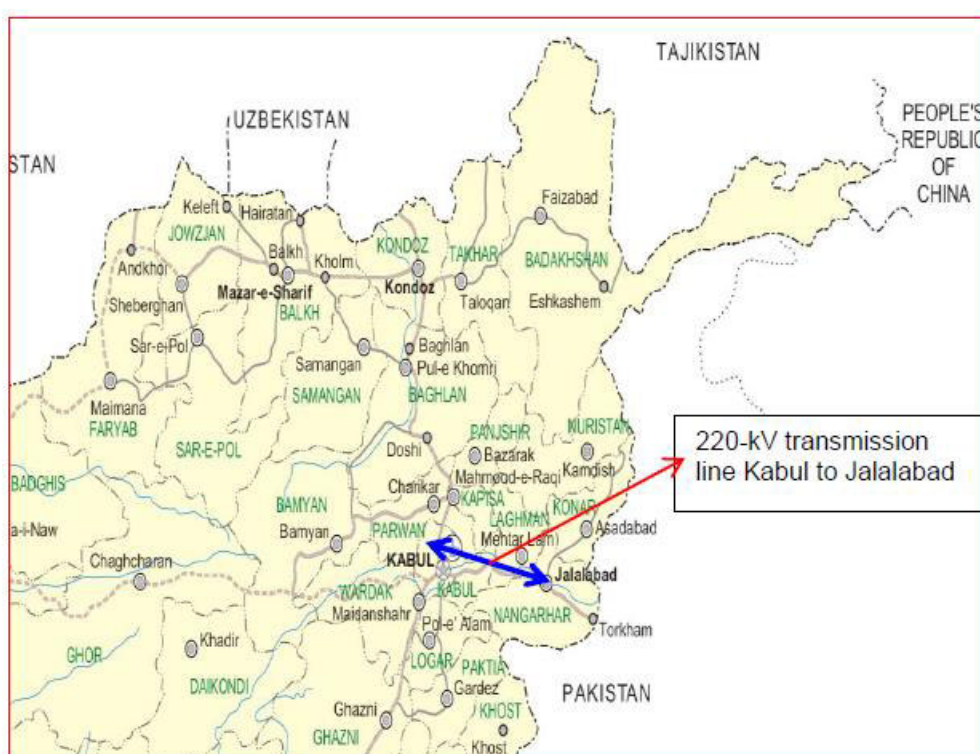 TAJIKISTAN
PEOPLE'S
REPUBLIC
OF
CHINA
UZBEKISTAN
STAN
Keleft
Hairatan
Faizabad
JOWZJAN
KONDOZ
TAKHAR
BADAKHSHAN
Andkhoi
Balkh
Kholm
Mazar-e-Sharif
Kondoz
Taloqan
Eshkashem
Sheberghan
BALKH
Sar-e-Pol
Samangan
Baghlan
Pul-e Khomri
Maimana
FARYAB
SAMANGAN
BAGHLAN
SAR-E-POL
Doshi
PANJSHIR
NURISTAN
Bazarak
Kamdish
220-kV transmission
line Kabul to Jalalabad
BADGHIS
BAMYAN
Charikar
Mahmood-e-Raqi
KAPISA
KONAR
LAGHMAN
a-i-Naw
Bamyan
PARWAN
Mehtar Lam
Asadabad
Chaghcharan
KABUL
Jalalabad
WARDAK
KABUL
Maidanshahr
NANGARHAR
Torkham
Khadir
Pol-e' Alam
GHOR
LOGAR
PAKTIA
DAIKONDI
Gardez
PAKISTAN
Ghazni
KHOST
GHAZNI
Khost